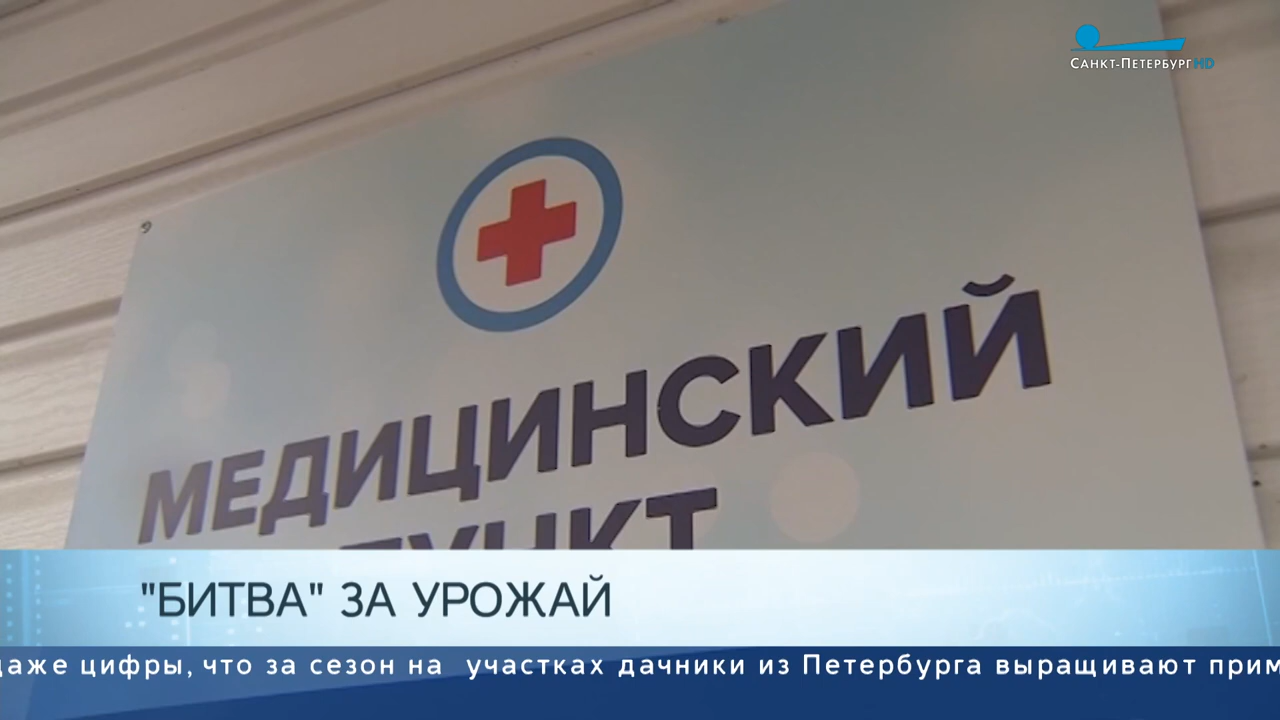 Санкт-Петербург HD
МЕДИЦИНСКИЙ
ПУНКТ
"БИТВА" ЗА УРОЖАЙ
даже цифры, что за сезон на участках дачники из Петербурга выращивают прим